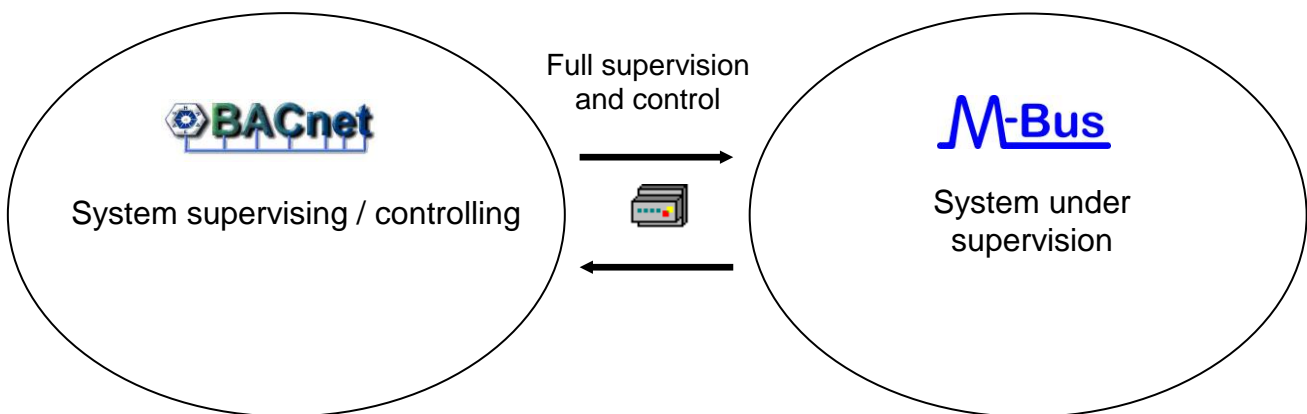 Full supervision
and control
BACnet
M-Bus
System supervising / controlling
System under
supervision